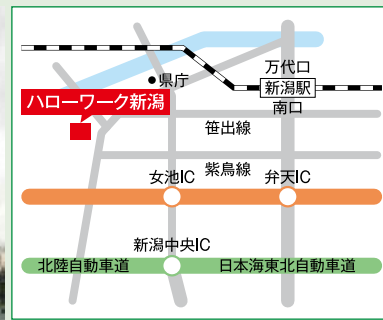 万代口
県庁
新潟駅
ハローワーク新潟
南口
笹出線
紫鳥線
女池IC
弁天IC
新潟中央IC
北陸自動車道
日本海東北自動車道